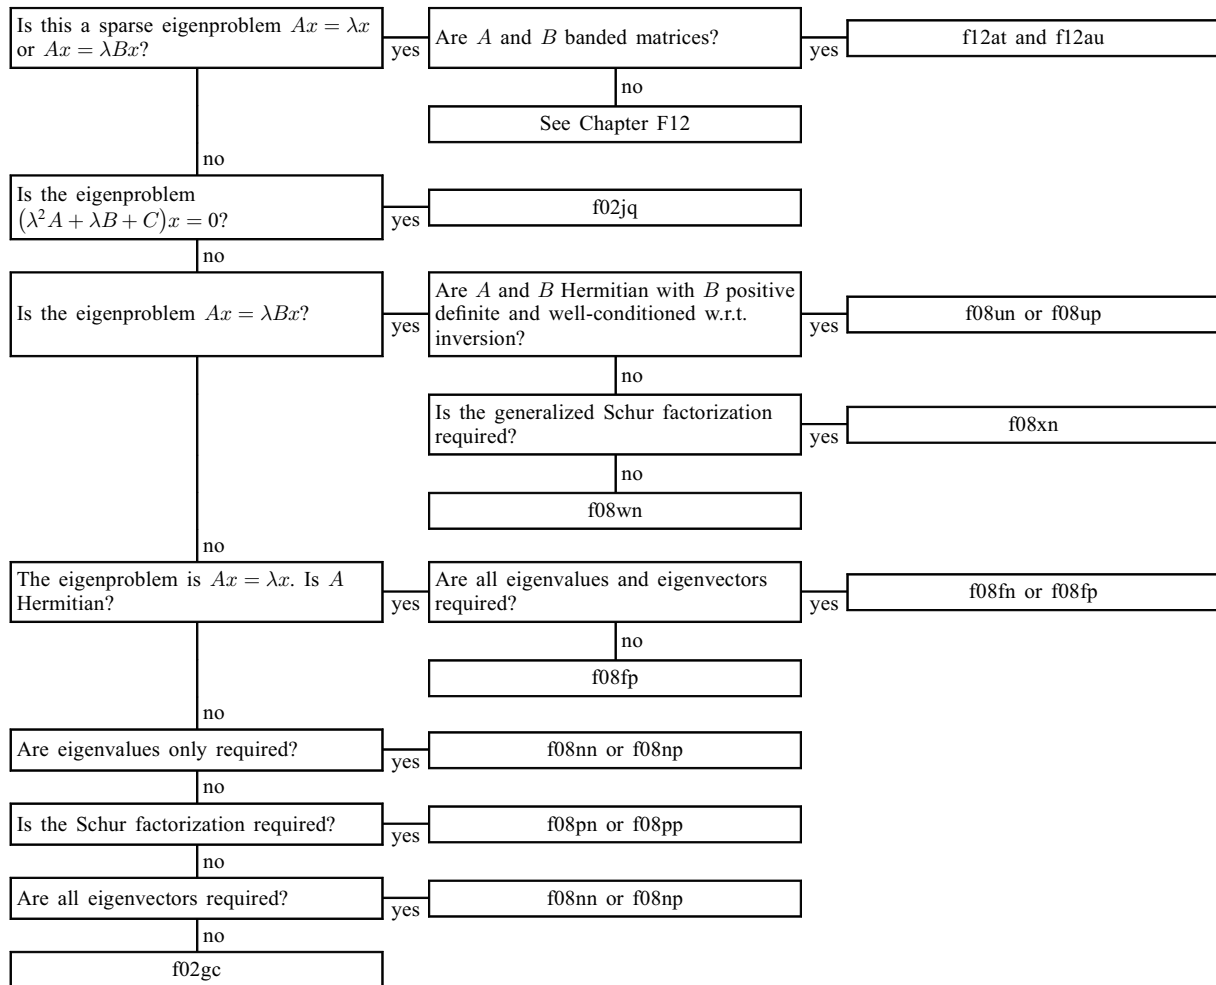 Is this a sparse eigenproblem Ax = λx
or Ax = λBx?
yes
Are A and B banded matrices?
yes
f12at and f12au
no
See Chapter F12
no
Is the eigenproblem
(λ²A + λB + C)x = 0?
yes
f02jq
no
Is the eigenproblem Ax = λBx?
yes
Are A and B Hermitian with B positive
definite and well-conditioned w.r.t.
inversion?
yes
f08un or f08up
no
Is the generalized Schur factorization
required?
yes
f08xn
no
f08wn
no
The eigenproblem is Ax = λx. Is A
Hermitian?
yes
Are all eigenvalues and eigenvectors
required?
yes
f08fn or f08fp
no
f08fp
no
Are eigenvalues only required?
yes
f08nn or f08np
no
Is the Schur factorization required?
yes
f08pn or f08pp
no
Are all eigenvectors required?
yes
f08nn or f08np
no
f02gc